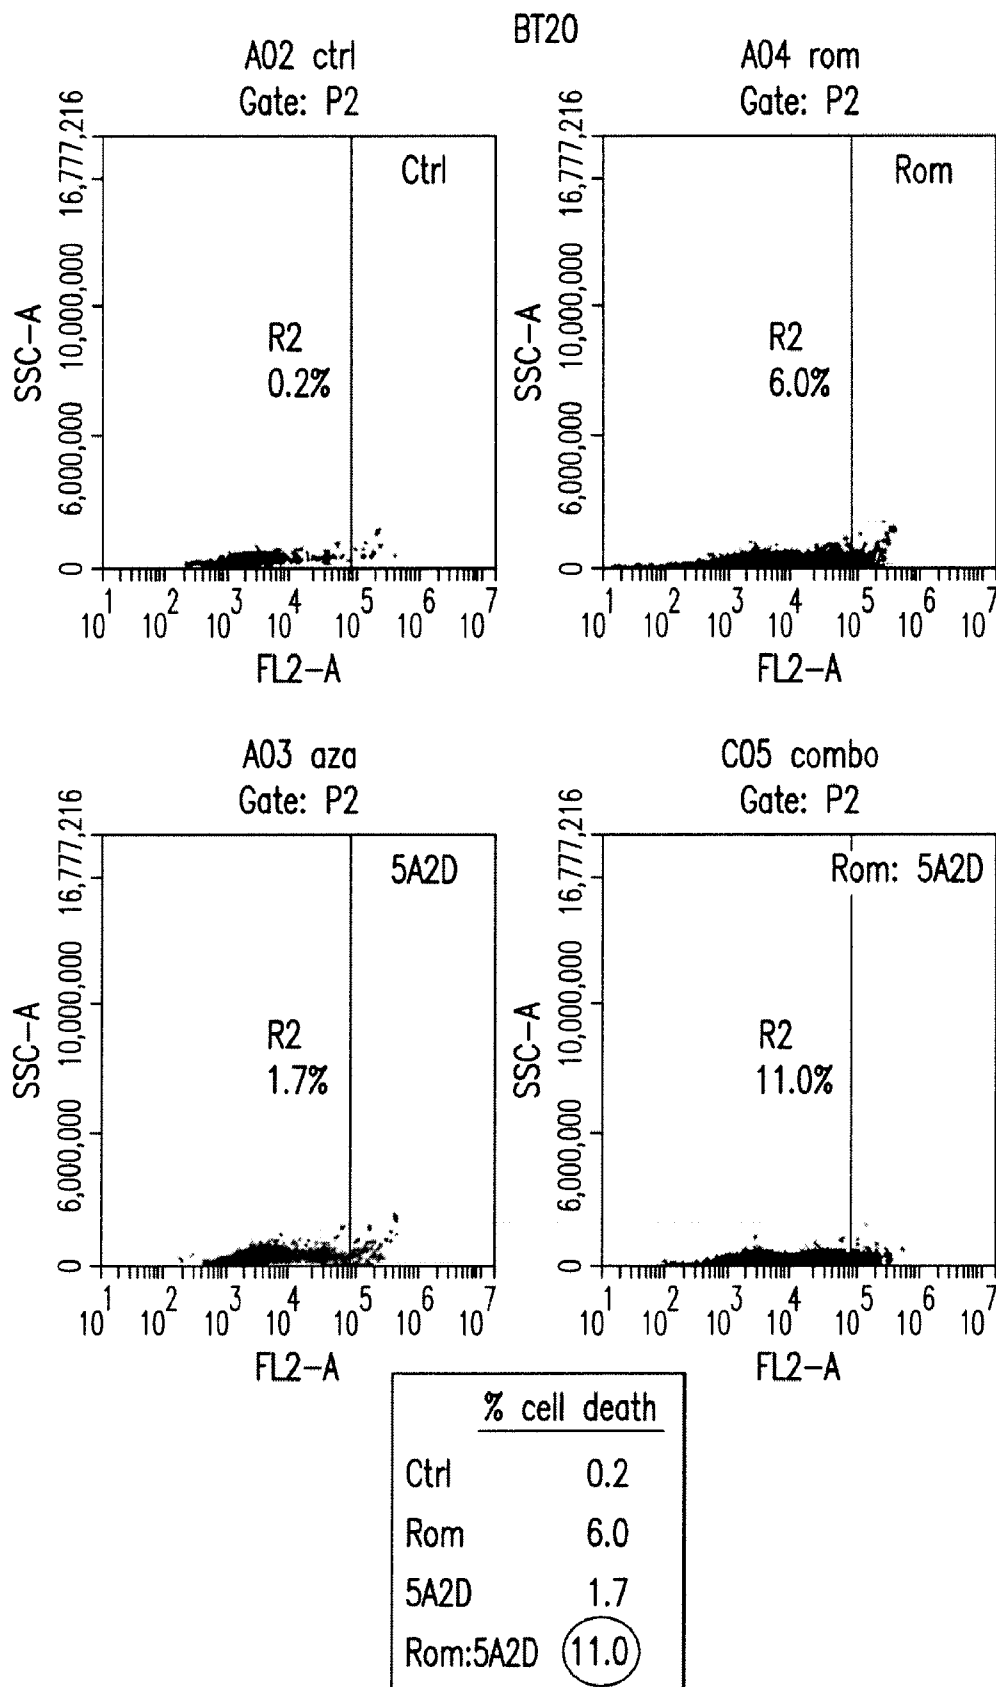 BT20
A02 ctrl
Gate: P2
Ctrl
R2
0.2%
SSC-A
16,777,216
10,000,000
6,000,000
0
10^1 10^2 10^3 10^4 10^5 10^6 10^7
FL2-A
A04 rom
Gate: P2
Rom
R2
6.0%
SSC-A
16,777,216
10,000,000
6,000,000
0
10^1 10^2 10^3 10^4 10^5 10^6 10^7
FL2-A
A03 aza
Gate: P2
5A2D
R2
1.7%
SSC-A
16,777,216
10,000,000
6,000,000
0
10^1 10^2 10^3 10^4 10^5 10^6 10^7
FL2-A
C05 combo
Gate: P2
Rom: 5A2D
R2
11.0%
SSC-A
16,777,216
10,000,000
6,000,000
0
10^1 10^2 10^3 10^4 10^5 10^6 10^7
FL2-A
% cell death
Ctrl 0.2
Rom 6.0
5A2D 1.7
Rom:5A2D 11.0